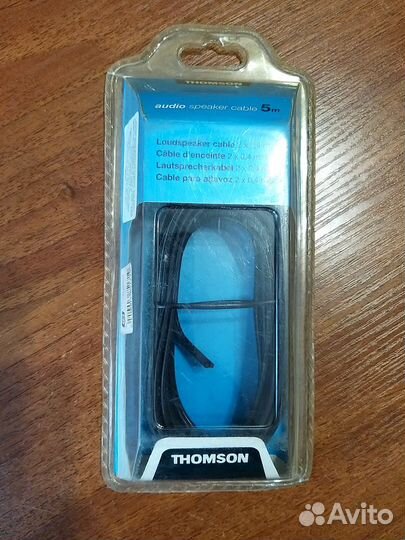 THOMSON
audio speaker cable 5m
Loudspeaker cable
Câble d'enceinte 2 x 0,4
Lautsprecherkabel 2 x
Cable para altavoz 2 x 0,4
THOMSON
Avito